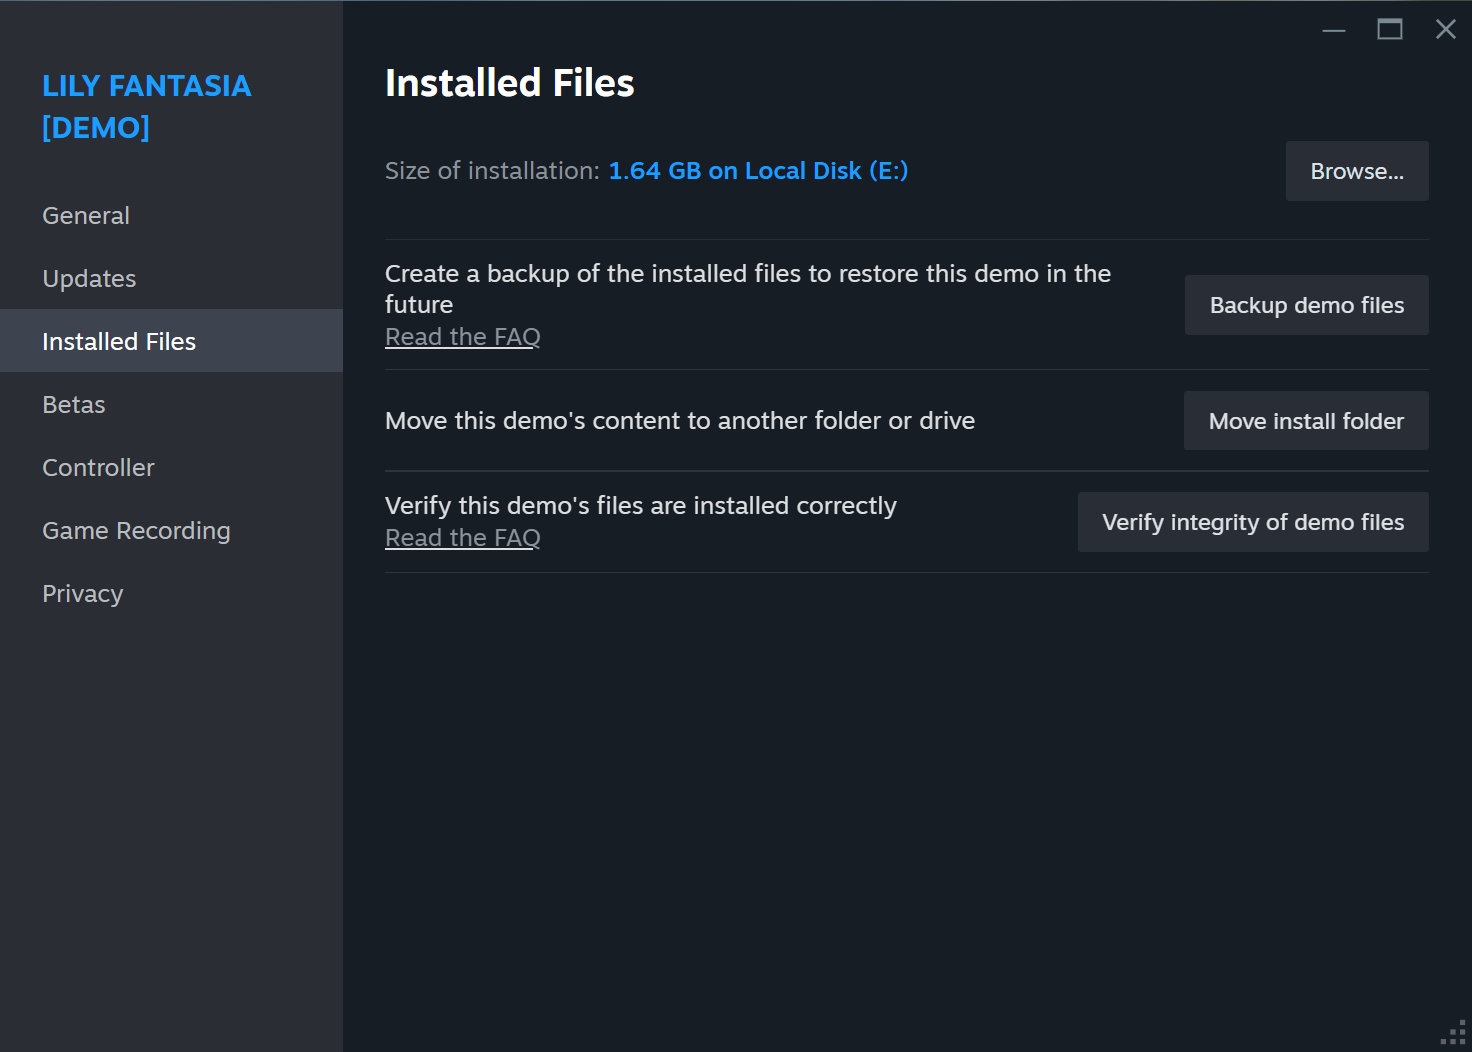 LILY FANTASIA
[DEMO]
General
Updates
Installed Files
Betas
Controller
Game Recording
Privacy
Installed Files
Size of installation: 1.64 GB on Local Disk (E:)
Browse...
Create a backup of the installed files to restore this demo in the
future
Read the FAQ
Backup demo files
Move this demo's content to another folder or drive
Move install folder
Verify this demo's files are installed correctly
Read the FAQ
Verify integrity of demo files